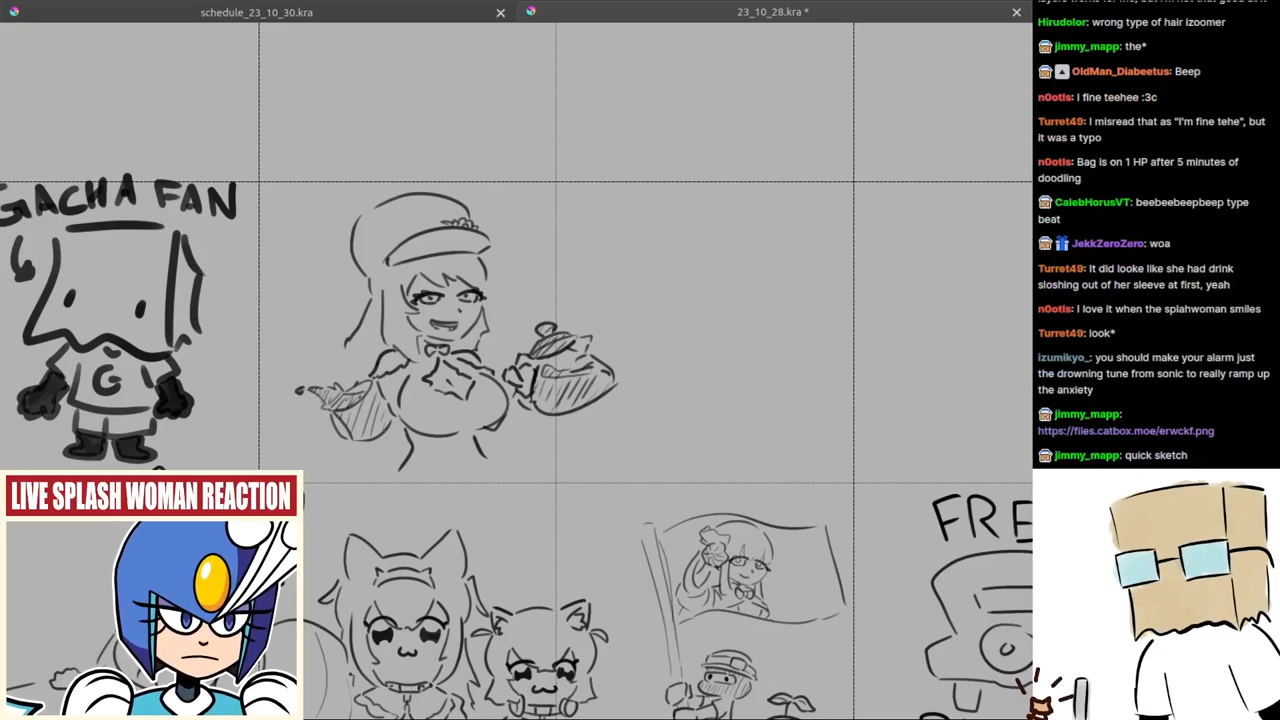 schedule_23_10_30.kra
23_10_28.kra *
Hirudolor: wrong type of hair izoomer
jimmy_mapp: the*
OldMan_Diabeetus: Beep
n0otls: I fine teehee :3c
Turret49: I misread that as "I'm fine tehe", but
it was a typo
n0otls: Bag is on 1 HP after 5 minutes of
doodling
CalebHorusVT: beebeebeepbeep type
beat
JekkZeroZero: woa
Turret49: It did looke like she had drink
sloshing out of her sleeve at first, yeah
n0otls: I love it when the splahwoman smiles
Turret49: look*
izumikyo_: you should make your alarm just
the drowning tune from sonic to really ramp up
the anxiety
jimmy_mapp:
https://files.catbox.moe/erwckf.png
jimmy_mapp: quick sketch
GACHA FAN
G
LIVE SPLASH WOMAN REACTION
FRE